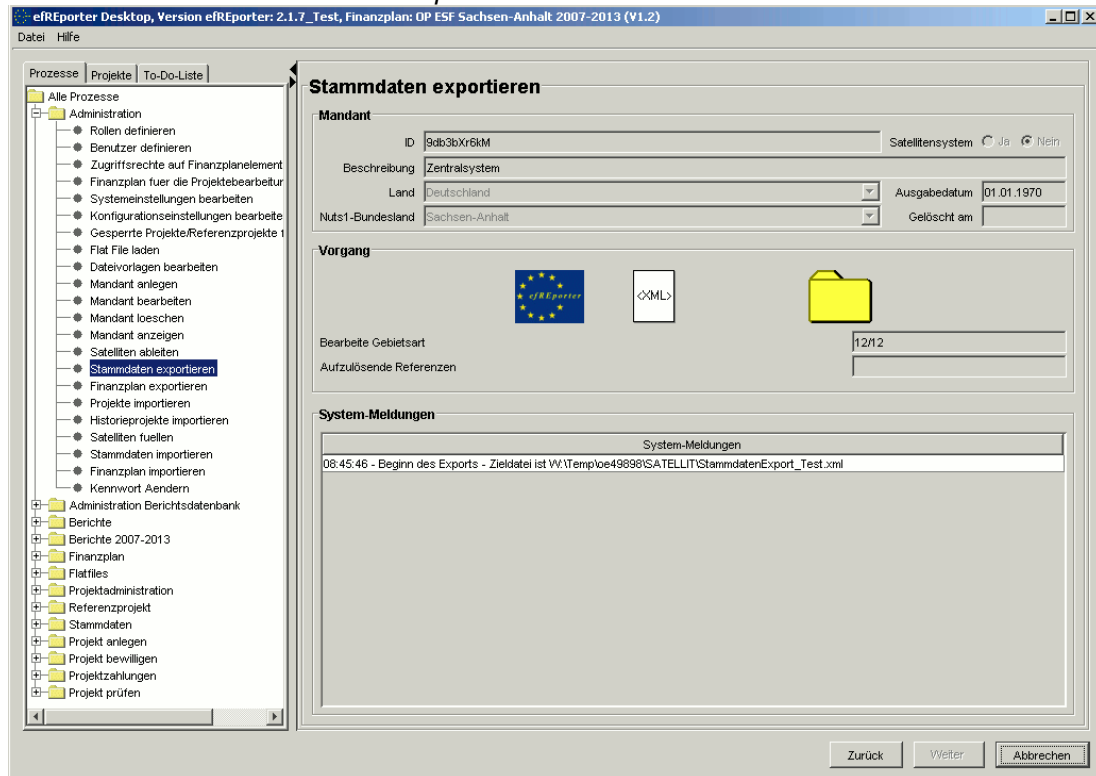 efREporter Desktop, Version efREporter: 2.1.7_Test, Finanzplan: OP ESF Sachsen-Anhalt 2007-2013 (V1.2)
Datei Hilfe
Prozesse Projekte To-Do-Liste
Alle Prozesse
Administration
Rollen definieren
Benutzer definieren
Zugriffsrechte auf Finanzplanelement
Finanzplan fuer die Projektbearbeitur
Systemeinstellungen bearbeiten
Konfigurationseinstellungen bearbeite
Gesperrte Projekte/Referenzprojekte
Flat File laden
Dateivorlagen bearbeiten
Mandant anlegen
Mandant bearbeiten
Mandant loeschen
Mandant anzeigen
Satelliten ableiten
Stammdaten exportieren
Finanzplan exportieren
Projekte importieren
Historieprojekte importieren
Satelliten fuellen
Stammdaten importieren
Finanzplan importieren
Kennwort Aendern
Administration Berichtsdatenbank
Berichte
Berichte 2007-2013
Finanzplan
Flatfiles
Projektadministration
Referenzprojekt
Stammdaten
Projekt anlegen
Projekt bewilligen
Projektzahlungen
Projekt prüfen
Stammdaten exportieren
Mandant
ID 9db3bXr6kM Satellitensystem Ja Nein
Beschreibung Zentralsystem
Land Deutschland Ausgabedatum 01.01.1970
Nuts1-Bundesland Sachsen-Anhalt Gelöscht am
Vorgang
efREporter <XML>
Bearbeite Gebietsart 12/12
Aufzulösende Referenzen
System-Meldungen
System-Meldungen
08:45:46 - Beginn des Exports - Zieldatei ist W:\Temp\oe49898\SATELLIT\StammdatenExport_Test.xml
Zurück Weiter Abbrechen